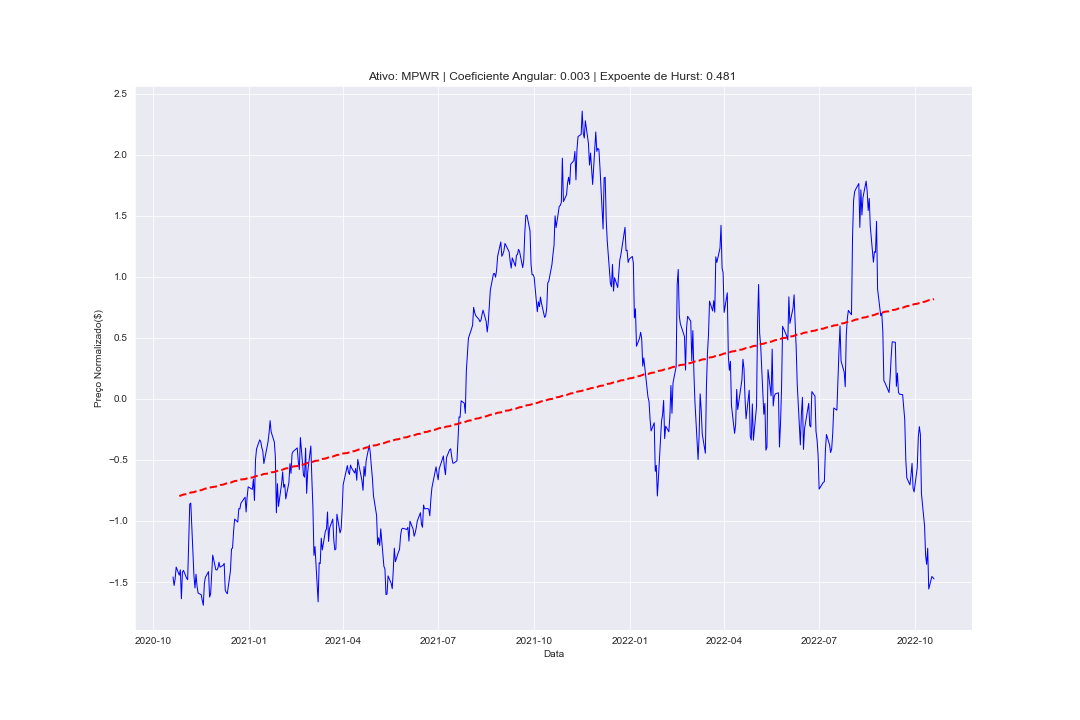 Ativo: MPWR | Coeficiente Angular: 0.003 | Expoente de Hurst: 0.481
Preço Normalizado($)
2.5
2.0
1.5
1.0
0.5
0.0
−0.5
−1.0
−1.5
2020-10 2021-01 2021-04 2021-07 2021-10 2022-01 2022-04 2022-07 2022-10
Data